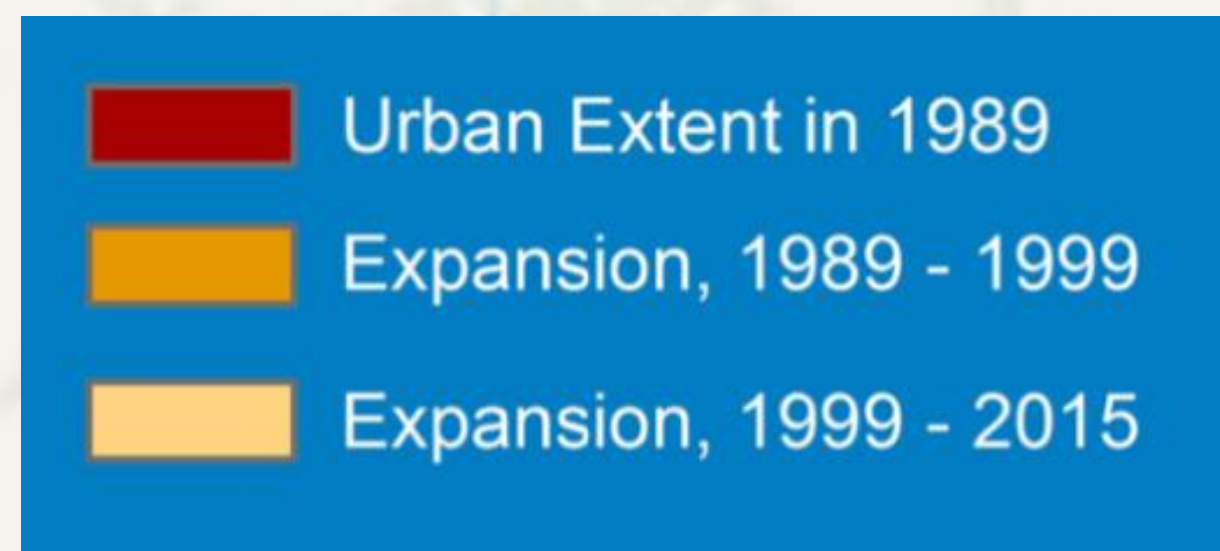 Urban Extent in 1989
Expansion, 1989 - 1999
Expansion, 1999 - 2015